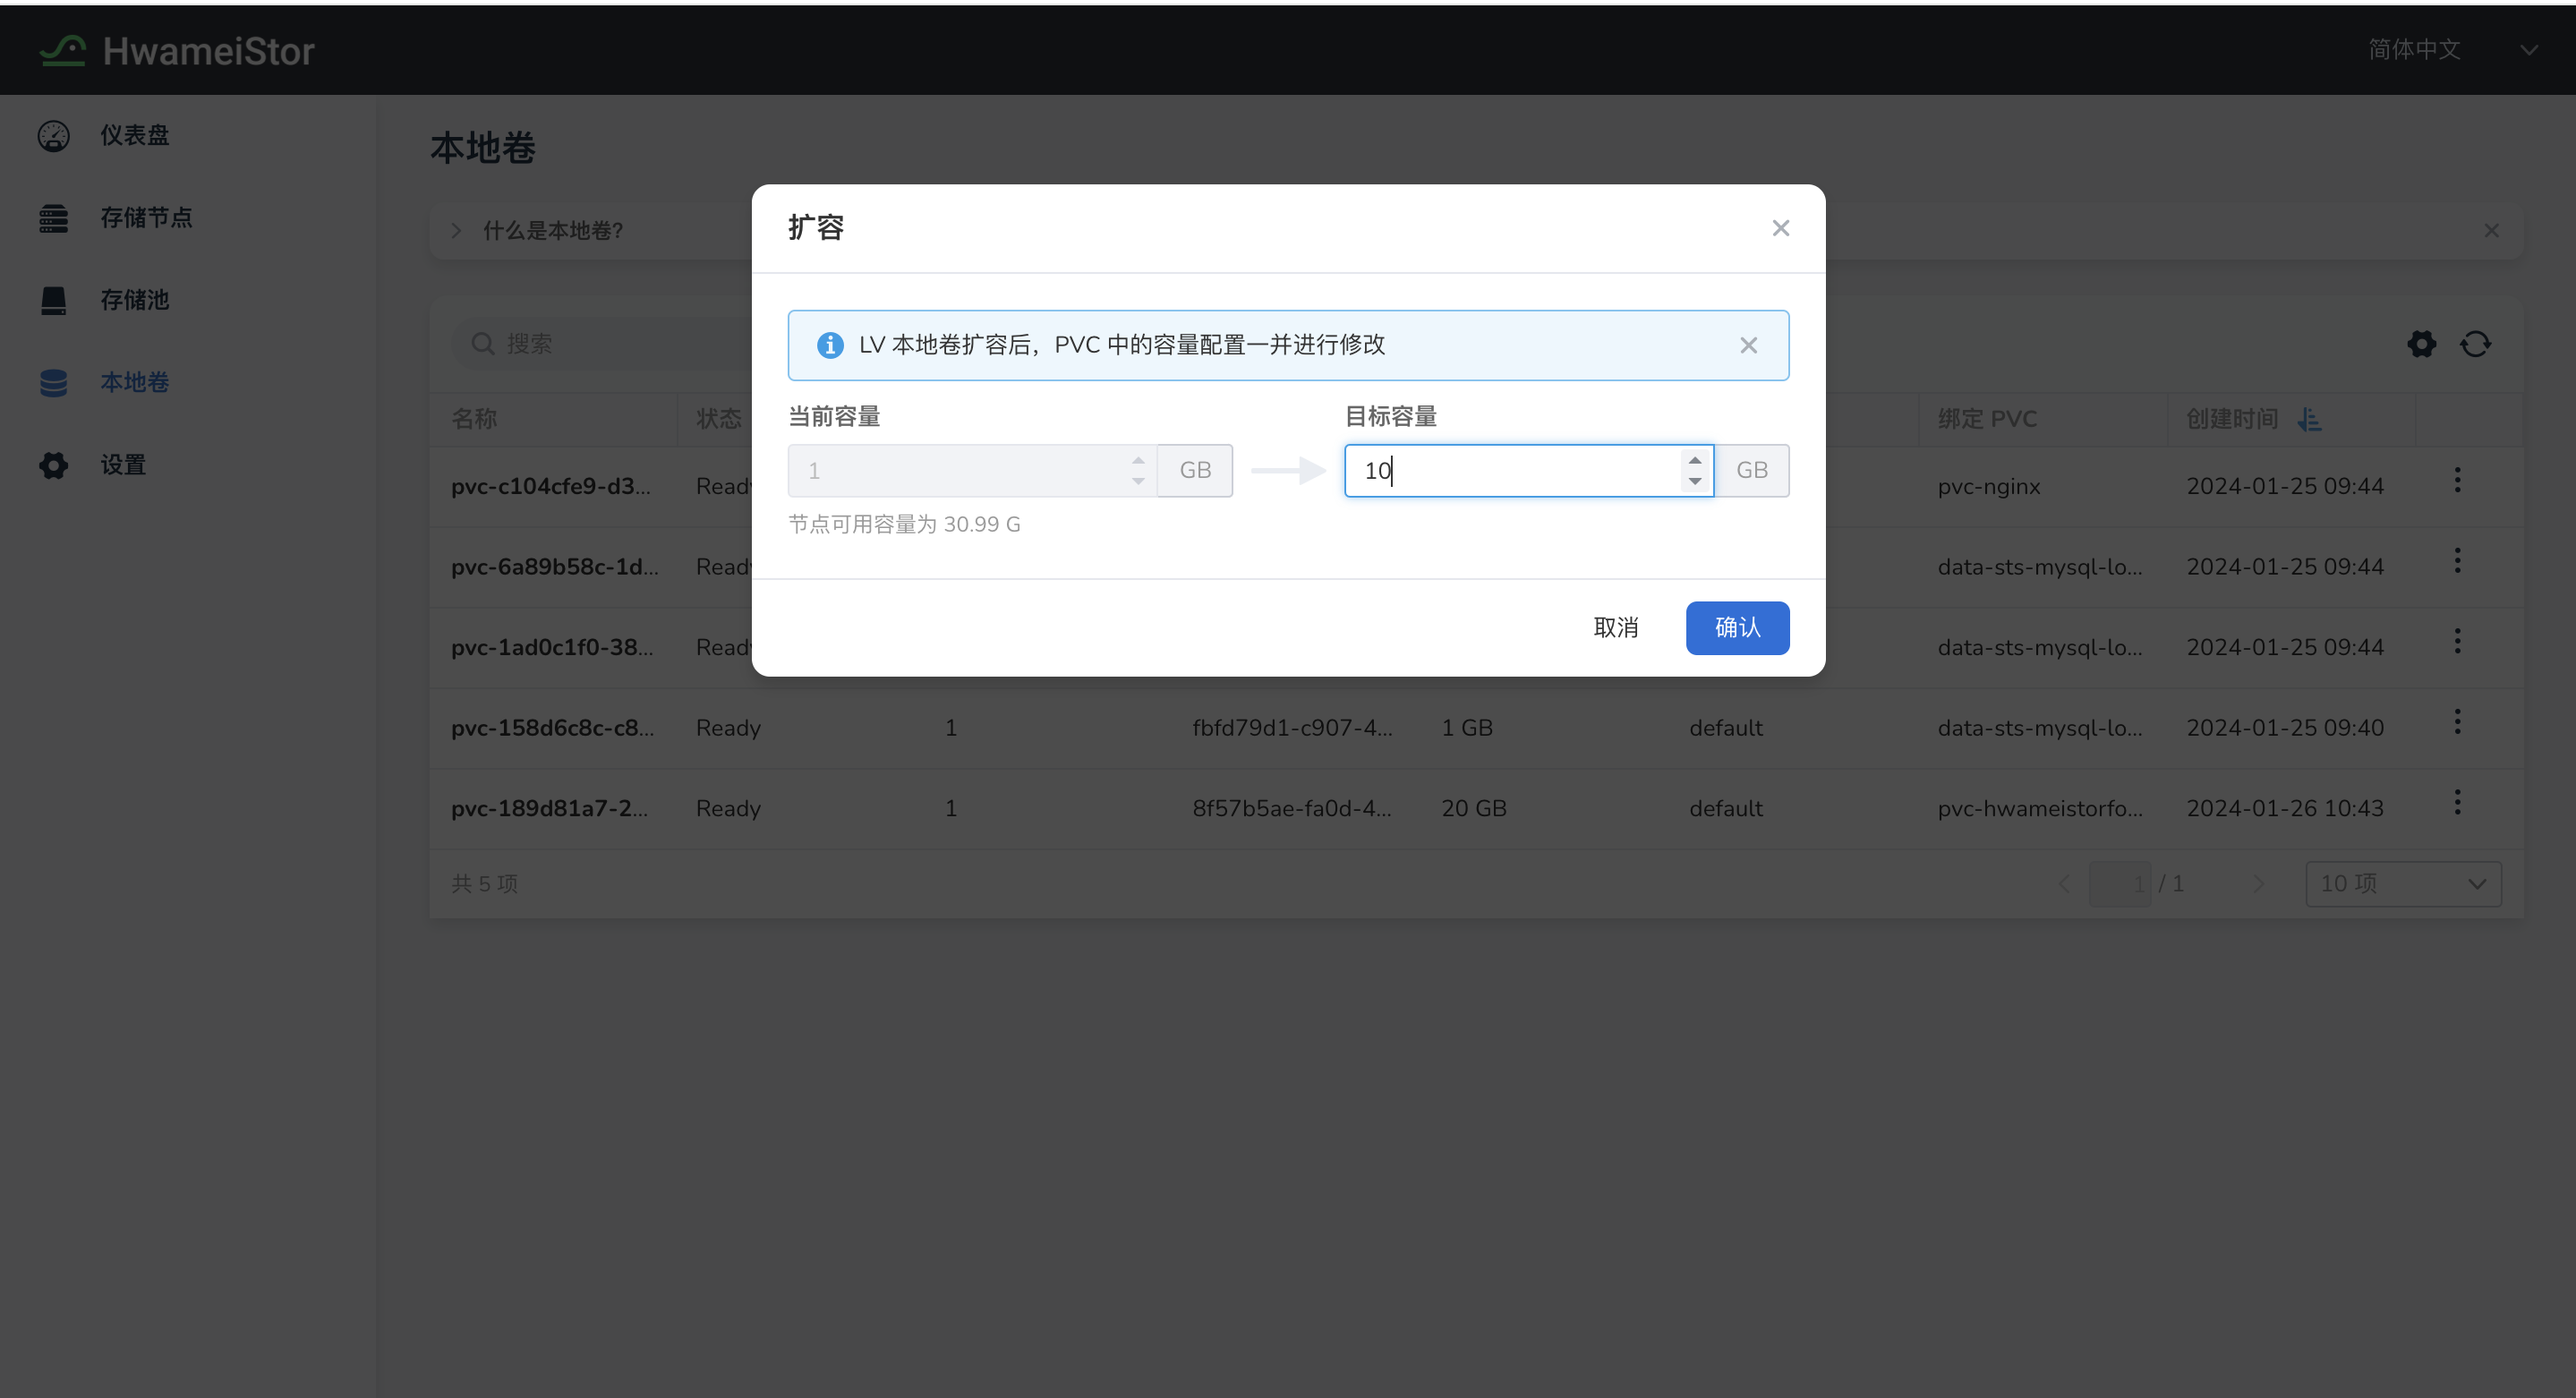 HwameiStor
简体中文
仪表盘
存储节点
存储池
本地卷
设置
本地卷
什么是本地卷?
搜索
名称 状态 绑定 PVC 创建时间
pvc-c104cfe9-d3... Ready pvc-nginx 2024-01-25 09:44
pvc-6a89b58c-1d... Ready data-sts-mysql-lo... 2024-01-25 09:44
pvc-1ad0c1f0-38... Ready data-sts-mysql-lo... 2024-01-25 09:44
pvc-158d6c8c-c8... Ready 1 fbfd79d1-c907-4... 1 GB default data-sts-mysql-lo... 2024-01-25 09:40
pvc-189d81a7-2... Ready 1 8f57b5ae-fa0d-4... 20 GB default pvc-hwameistorfo... 2024-01-26 10:43
共 5 项
1 / 1
10 项
扩容
LV 本地卷扩容后，PVC 中的容量配置一并进行修改
当前容量 目标容量
1 GB 10 GB
节点可用容量为 30.99 G
取消 确认